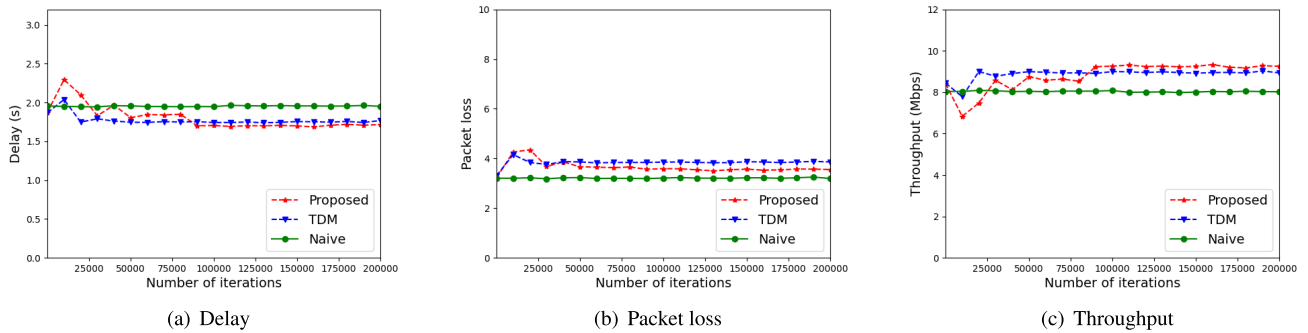 Delay (s)
3.0
2.5
2.0
1.5
1.0
0.5
0.0
Proposed
TDM
Naive
25000 50000 75000 100000 125000 150000 175000 200000
Number of iterations
(a) Delay
Packet loss
10
8
6
4
2
0
Proposed
TDM
Naive
25000 50000 75000 100000 125000 150000 175000 200000
Number of iterations
(b) Packet loss
Throughput (Mbps)
12
10
8
6
4
2
0
Proposed
TDM
Naive
25000 50000 75000 100000 125000 150000 175000 200000
Number of iterations
(c) Throughput